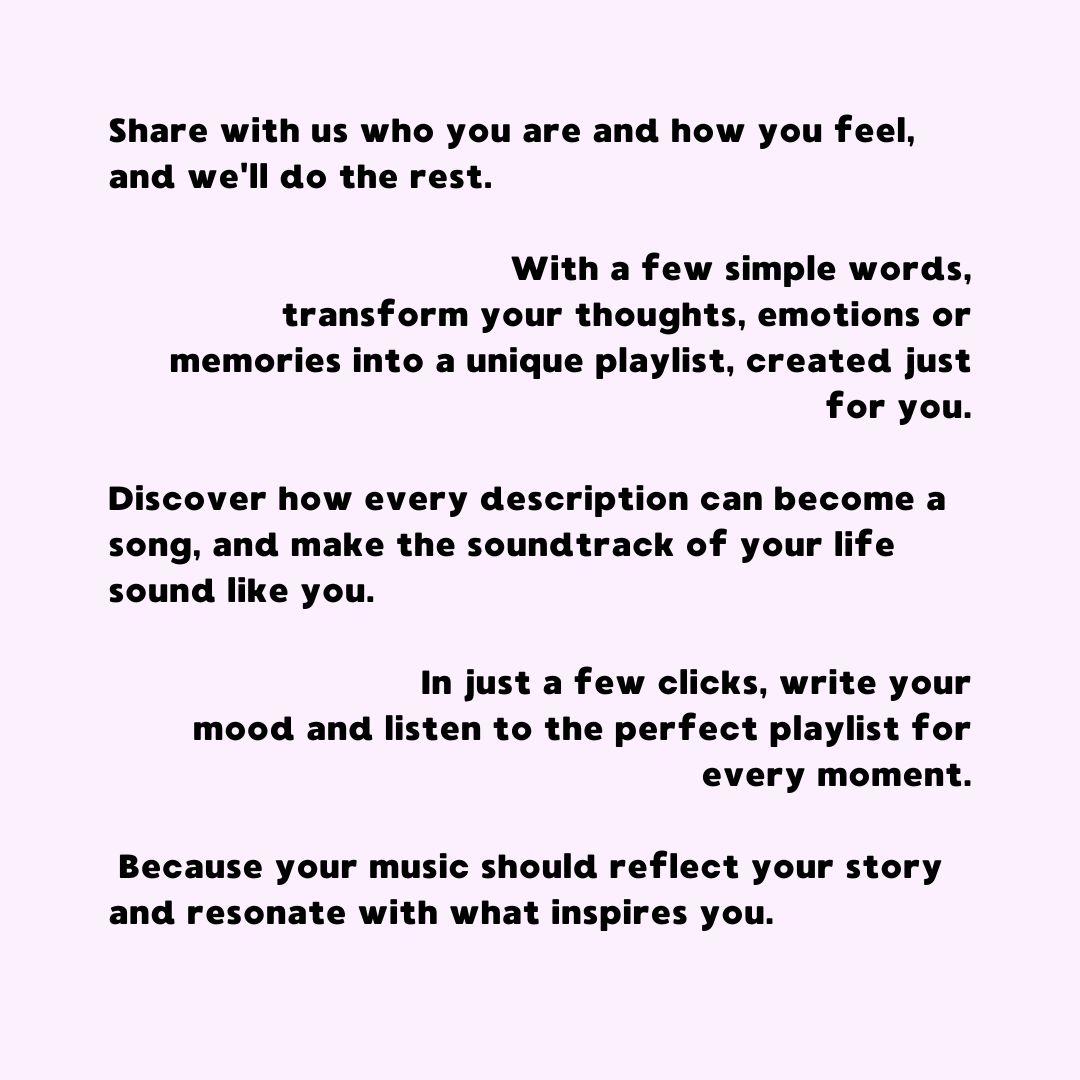 Share with us who you are and how you feel,
and we'll do the rest.
With a few simple words,
transform your thoughts, emotions or
memories into a unique playlist, created just
for you.
Discover how every description can become a
song, and make the soundtrack of your life
sound like you.
In just a few clicks, write your
mood and listen to the perfect playlist for
every moment.
Because your music should reflect your story
and resonate with what inspires you.